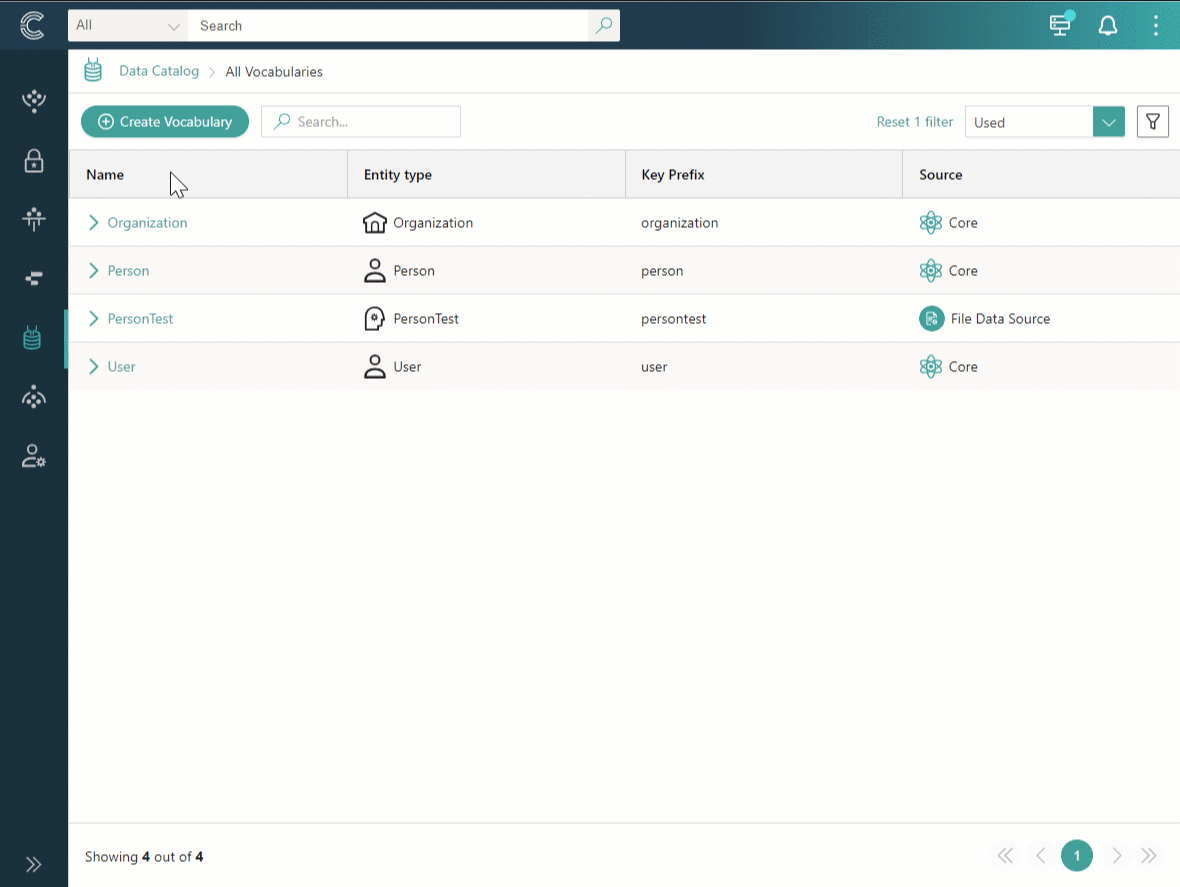 All Search
Data Catalog All Vocabularies
Create Vocabulary Search... Reset 1 filter Used
Name Entity type Key Prefix Source
Organization Organization organization Core
Person Person person Core
PersonTest PersonTest persontest File Data Source
User User user Core
Showing 4 out of 4 1